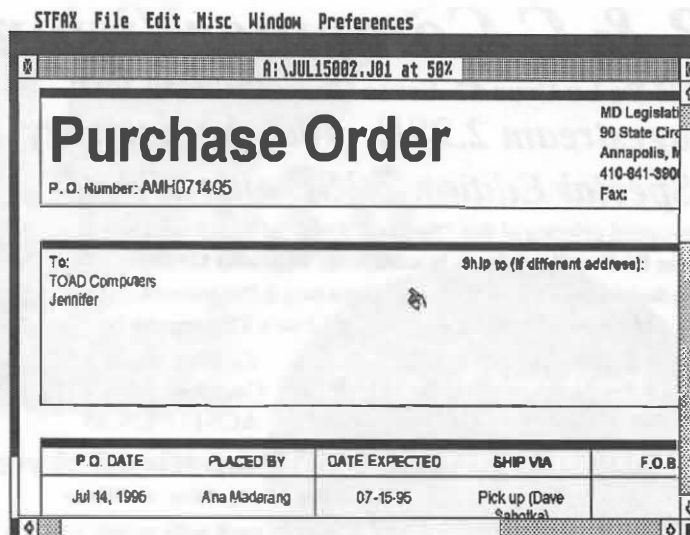 STFAX File Edit Misc Window Preferences
A:\JUL15002.J01 at 50%
Purchase Order
P.O. Number: AMH071495
MD Legislat
90 State Circ
Annapolis, M
410-841-3900
Fax:
To:
TOAD Computers
Jennifer
Ship to (if different address):
P.O. DATE PLACED BY DATE EXPECTED SHIP VIA F.O.B
Jul 14, 1995 Ana Madarang 07-15-95 Pick up (Dave
Sabotka)